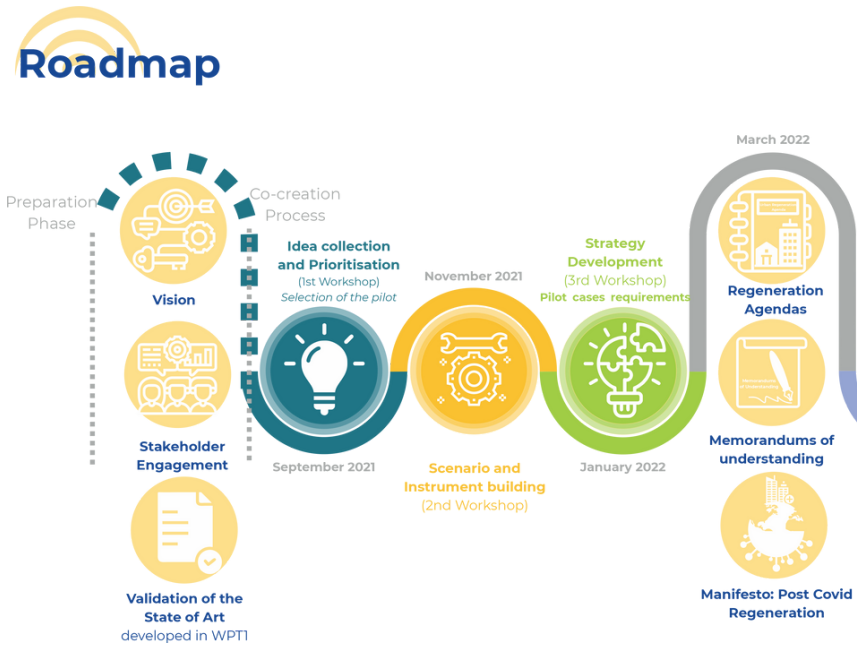 Roadmap
Preparation
Phase
Vision
Stakeholder
Engagement
Validation of the
State of Art
developed in WPT1
Co-creation
Process
Idea collection
and Prioritisation
(1st Workshop)
Selection of the pilot
September 2021
November 2021
Scenario and
Instrument building
(2nd Workshop)
Strategy
Development
(3rd Workshop)
Pilot cases requirements
January 2022
March 2022
Regeneration
Agendas
Memorandums of
understanding
Manifesto: Post Covid
Regeneration